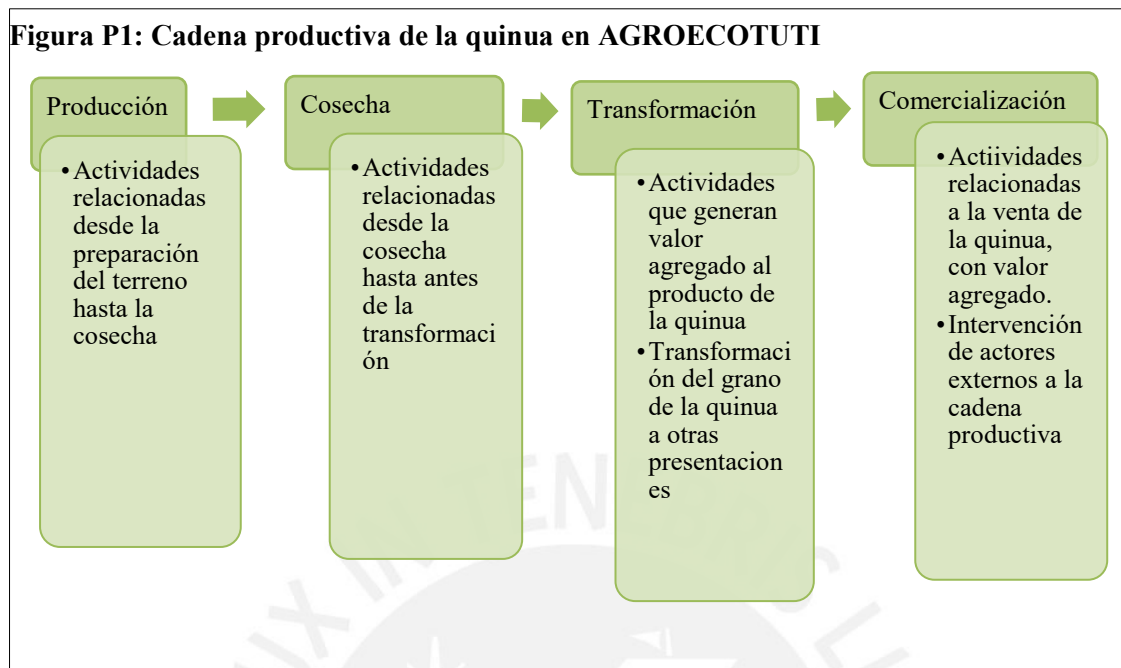 Figura P1: Cadena productiva de la quinua en AGROECOTUTI
Producción
•Actividades
relacionadas
desde la
preparación
del terreno
hasta la
cosecha
Cosecha
•Actividades
relacionadas
desde la
cosecha
hasta antes
de la
transformaci
ón
Transformación
•Actividades
que generan
valor
agregado al
producto de
la quinua
•Transformaci
ón del grano
de la quinua
a otras
presentacion
es
Comercialización
•Actiividades
relacionadas
a la venta de
la quinua,
con valor
agregado.
•Intervención
de actores
externos a la
cadena
productiva